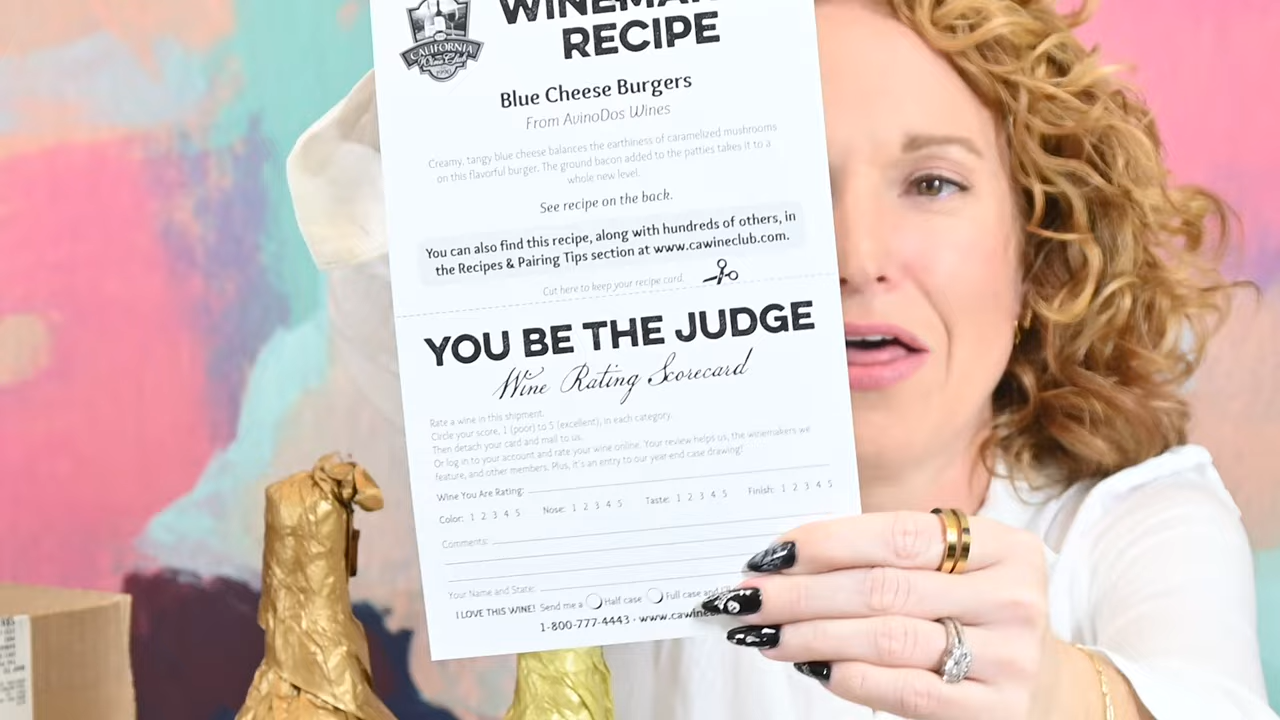 WINEMA
RECIPE
CALIFORNIA
Wine Club
1990
Blue Cheese Burgers
From AvinoDos Wines
Creamy, tangy blue cheese balances the earthiness of caramelized mushrooms
on this flavorful burger. The ground bacon added to the patties takes it to a
whole new level.
See recipe on the back.
You can also find this recipe, along with hundreds of others, in
the Recipes & Pairing Tips section at www.cawineclub.com.
Cut here to keep your recipe card.
YOU BE THE JUDGE
Wine Rating Scorecard
Rate a wine in this shipment.
Circle your score, 1 (poor) to 5 (excellent), in each category.
Then detach your card and mail to us.
Or log in to your account and rate your wine online. Your review helps us, the winemakers we
feature, and other members. Plus, it's an entry to our year end case drawing!
Wine You Are Rating:
Color: 1 2 3 4 5 Nose: 1 2 3 4 5 Taste: 1 2 3 4 5 Finish: 1 2 3 4 5
Comments:
Your Name and State:
I LOVE THIS WINE! Send me a Half case Full case and
1-800-777-4443 · www.cawine